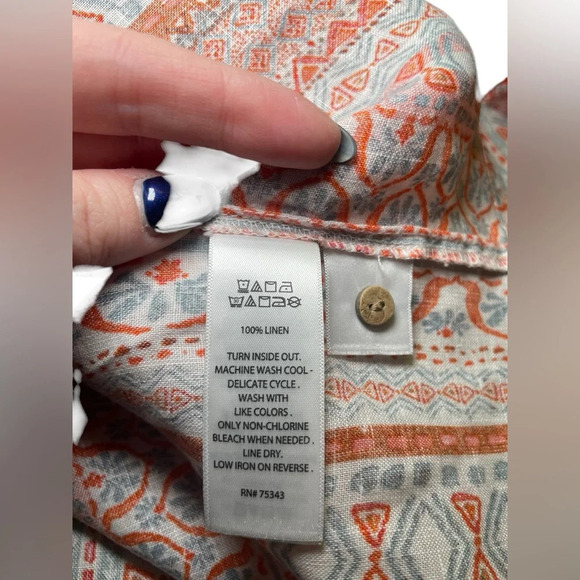 100% LINEN
TURN INSIDE OUT.
MACHINE WASH COOL -
DELICATE CYCLE .
WASH WITH
LIKE COLORS .
ONLY NON-CHLORINE
BLEACH WHEN NEEDED .
LINE DRY.
LOW IRON ON REVERSE .
RN# 75343